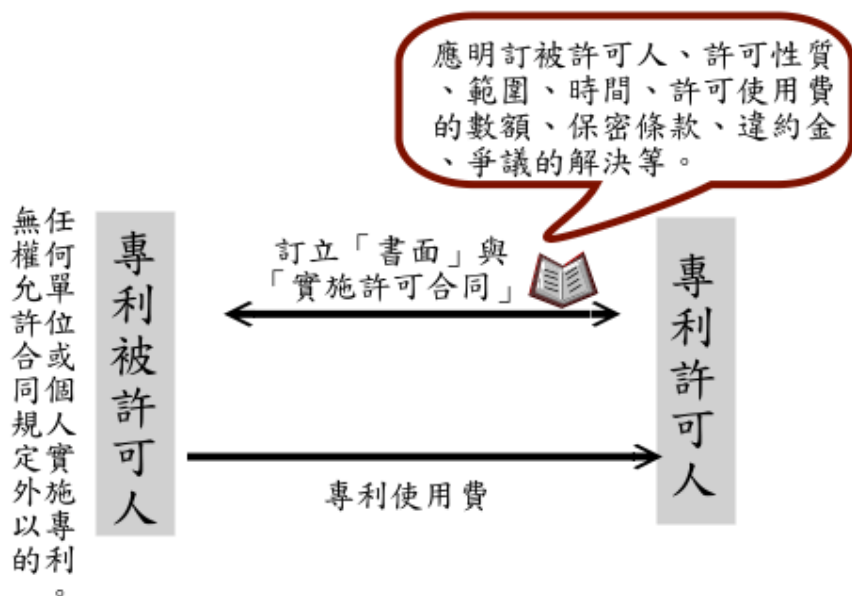 應明訂被許可人、許可性質
、範圍、時間、許可使用費
的數額、保密條款、違約金
、爭議的解決等。
無權允許合同規定外以的
任何單位或個人實施專利。
專利被許可人
訂立「書面」與
「實施許可合同」
專利使用費
專利許可人